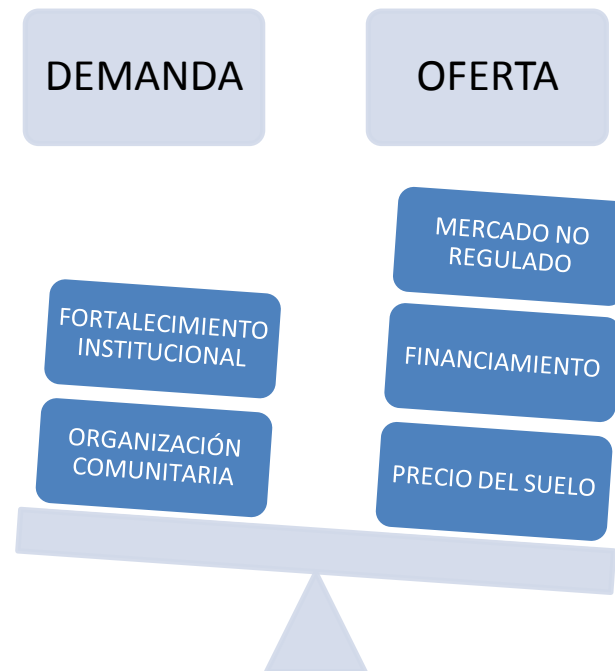 DEMANDA
OFERTA
MERCADO NO
REGULADO
FORTALECIMIENTO
INSTITUCIONAL
FINANCIAMIENTO
ORGANIZACIÓN
COMUNITARIA
PRECIO DEL SUELO